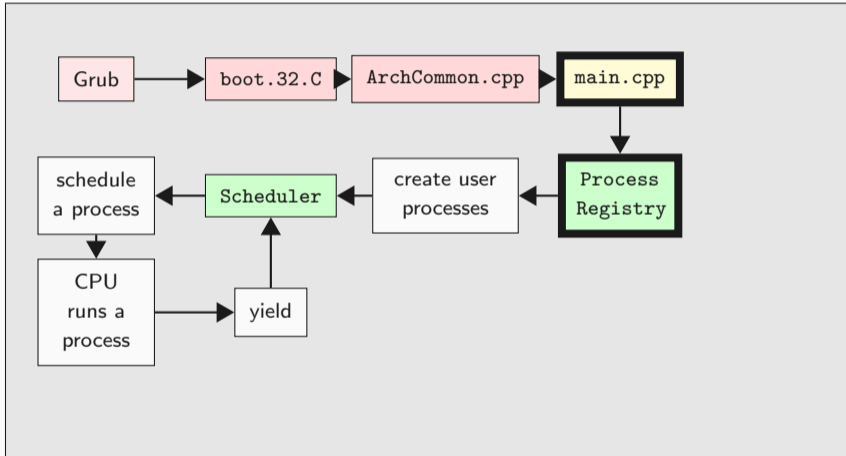 Grub
boot.32.C
ArchCommon.cpp
main.cpp
schedule
a process
Scheduler
create user
processes
Process
Registry
CPU
runs a
process
yield